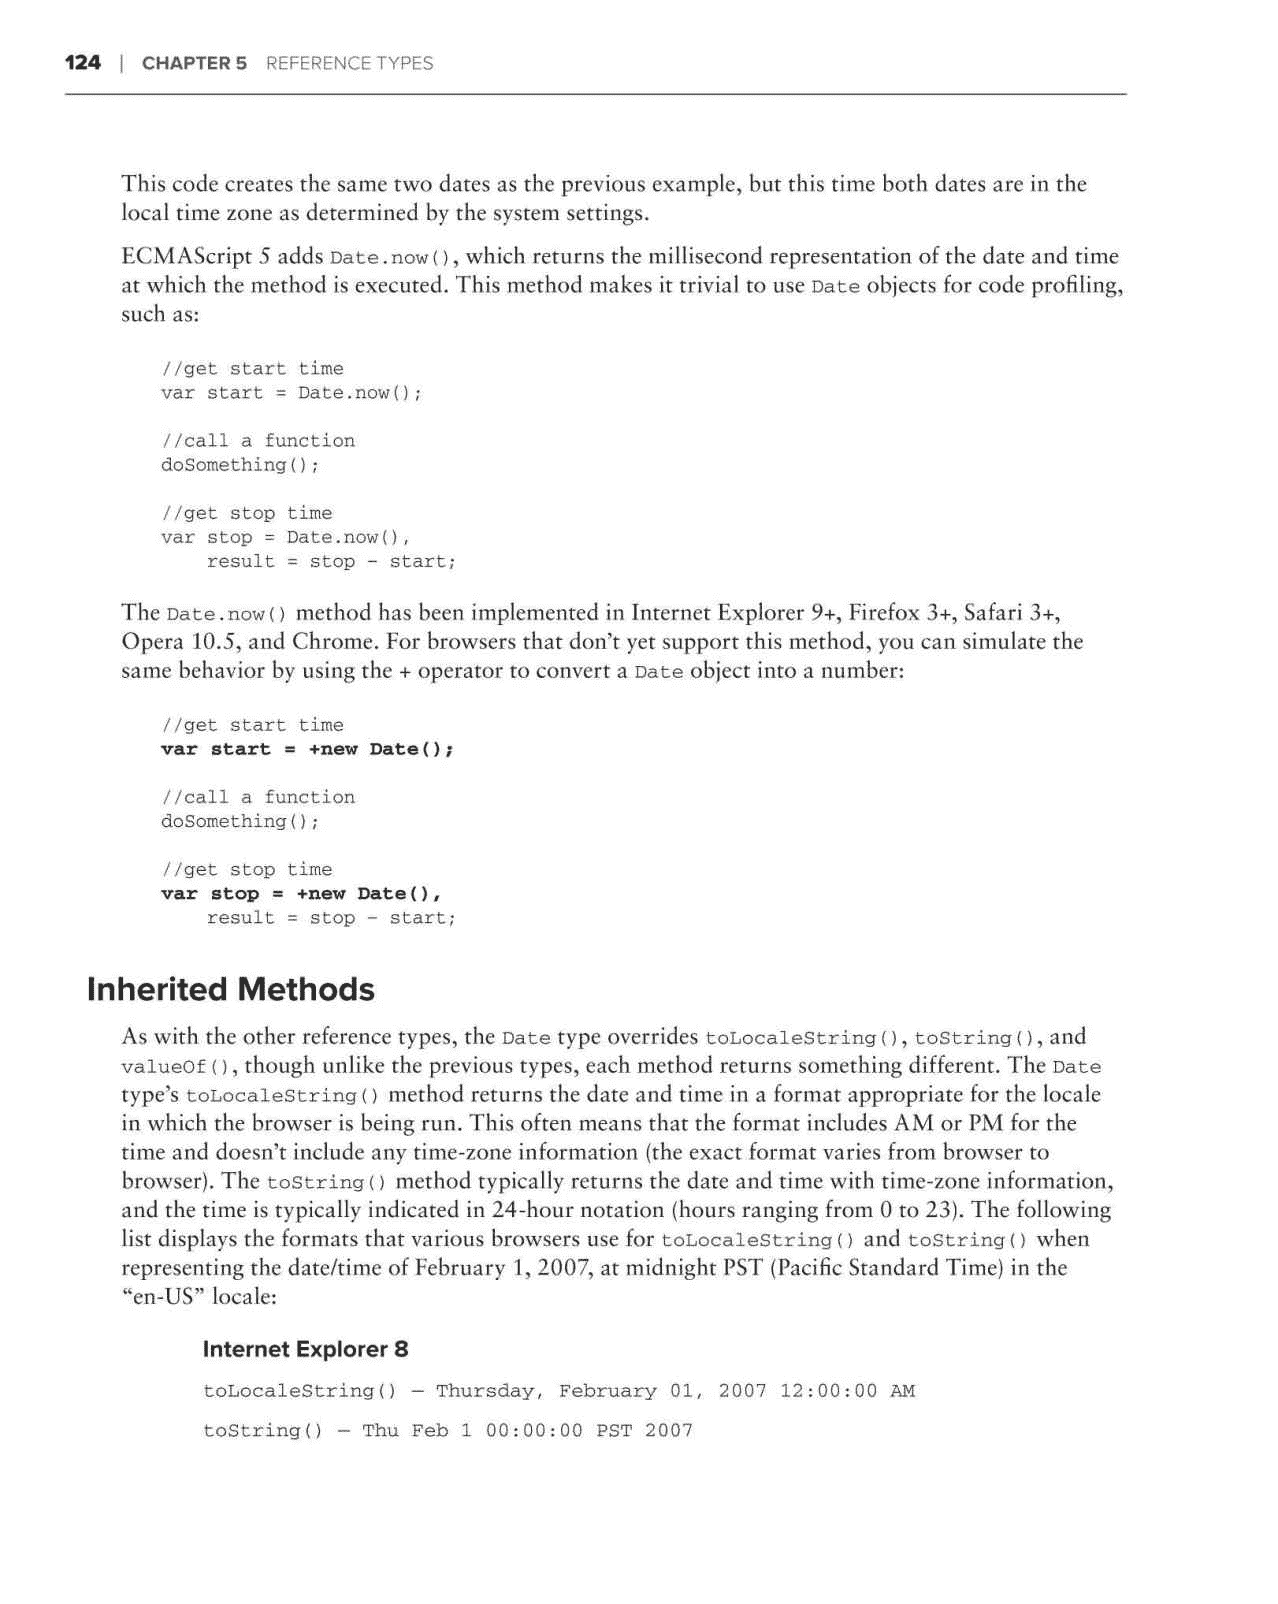 124 | CHAPTER 5 REFERENCE TYPES
This code creates the same two dates as the previous example, but this time both dates are in the
local time zone as determined by the system settings.
ECMAScript 5 adds Date.now(), which returns the millisecond representation of the date and time
at which the method is executed. This method makes it trivial to use Date objects for code profiling,
such as:
//get start time
var start = Date.now();
//call a function
doSomething();
//get stop time
var stop = Date.now(),
    result = stop - start;
The Date.now() method has been implemented in Internet Explorer 9+, Firefox 3+, Safari 3+,
Opera 10.5, and Chrome. For browsers that don’t yet support this method, you can simulate the
same behavior by using the + operator to convert a Date object into a number:
//get start time
var start = +new Date();
//call a function
doSomething();
//get stop time
var stop = +new Date(),
    result = stop - start;
Inherited Methods
As with the other reference types, the Date type overrides toLocaleString(), toString(), and
valueOf(), though unlike the previous types, each method returns something different. The Date
type’s toLocaleString() method returns the date and time in a format appropriate for the locale
in which the browser is being run. This often means that the format includes AM or PM for the
time and doesn’t include any time-zone information (the exact format varies from browser to
browser). The toString() method typically returns the date and time with time-zone information,
and the time is typically indicated in 24-hour notation (hours ranging from 0 to 23). The following
list displays the formats that various browsers use for toLocaleString() and toString() when
representing the date/time of February 1, 2007, at midnight PST (Pacific Standard Time) in the
“en-US” locale:
Internet Explorer 8
toLocaleString() — Thursday, February 01, 2007 12:00:00 AM
toString() — Thu Feb 1 00:00:00 PST 2007